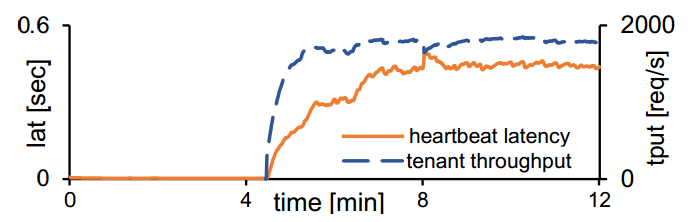 0.6
2000
lat [sec]
tput [req/s]
heartbeat latency
tenant throughput
0
0
0
4
time [min]
8
12